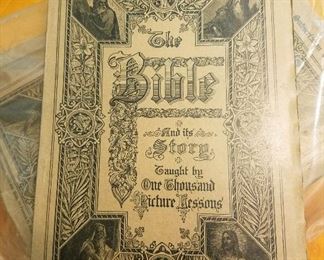 The
Bible
And its
Story
Taught by
One Thousand
Picture Lessons